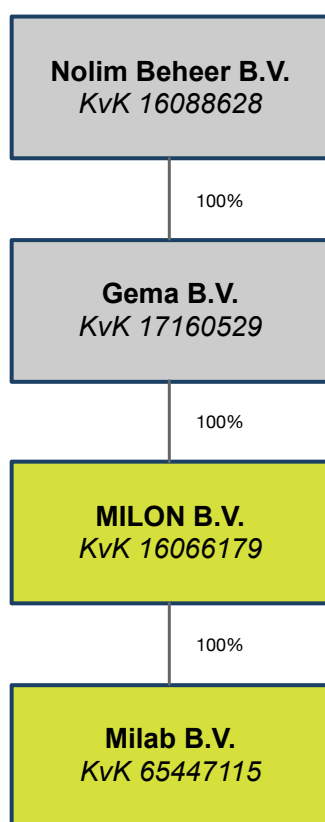 Nolim Beheer B.V.
KvK 16088628
100%
Gema B.V.
KvK 17160529
100%
MILON B.V.
KvK 16066179
100%
Milab B.V.
KvK 65447115